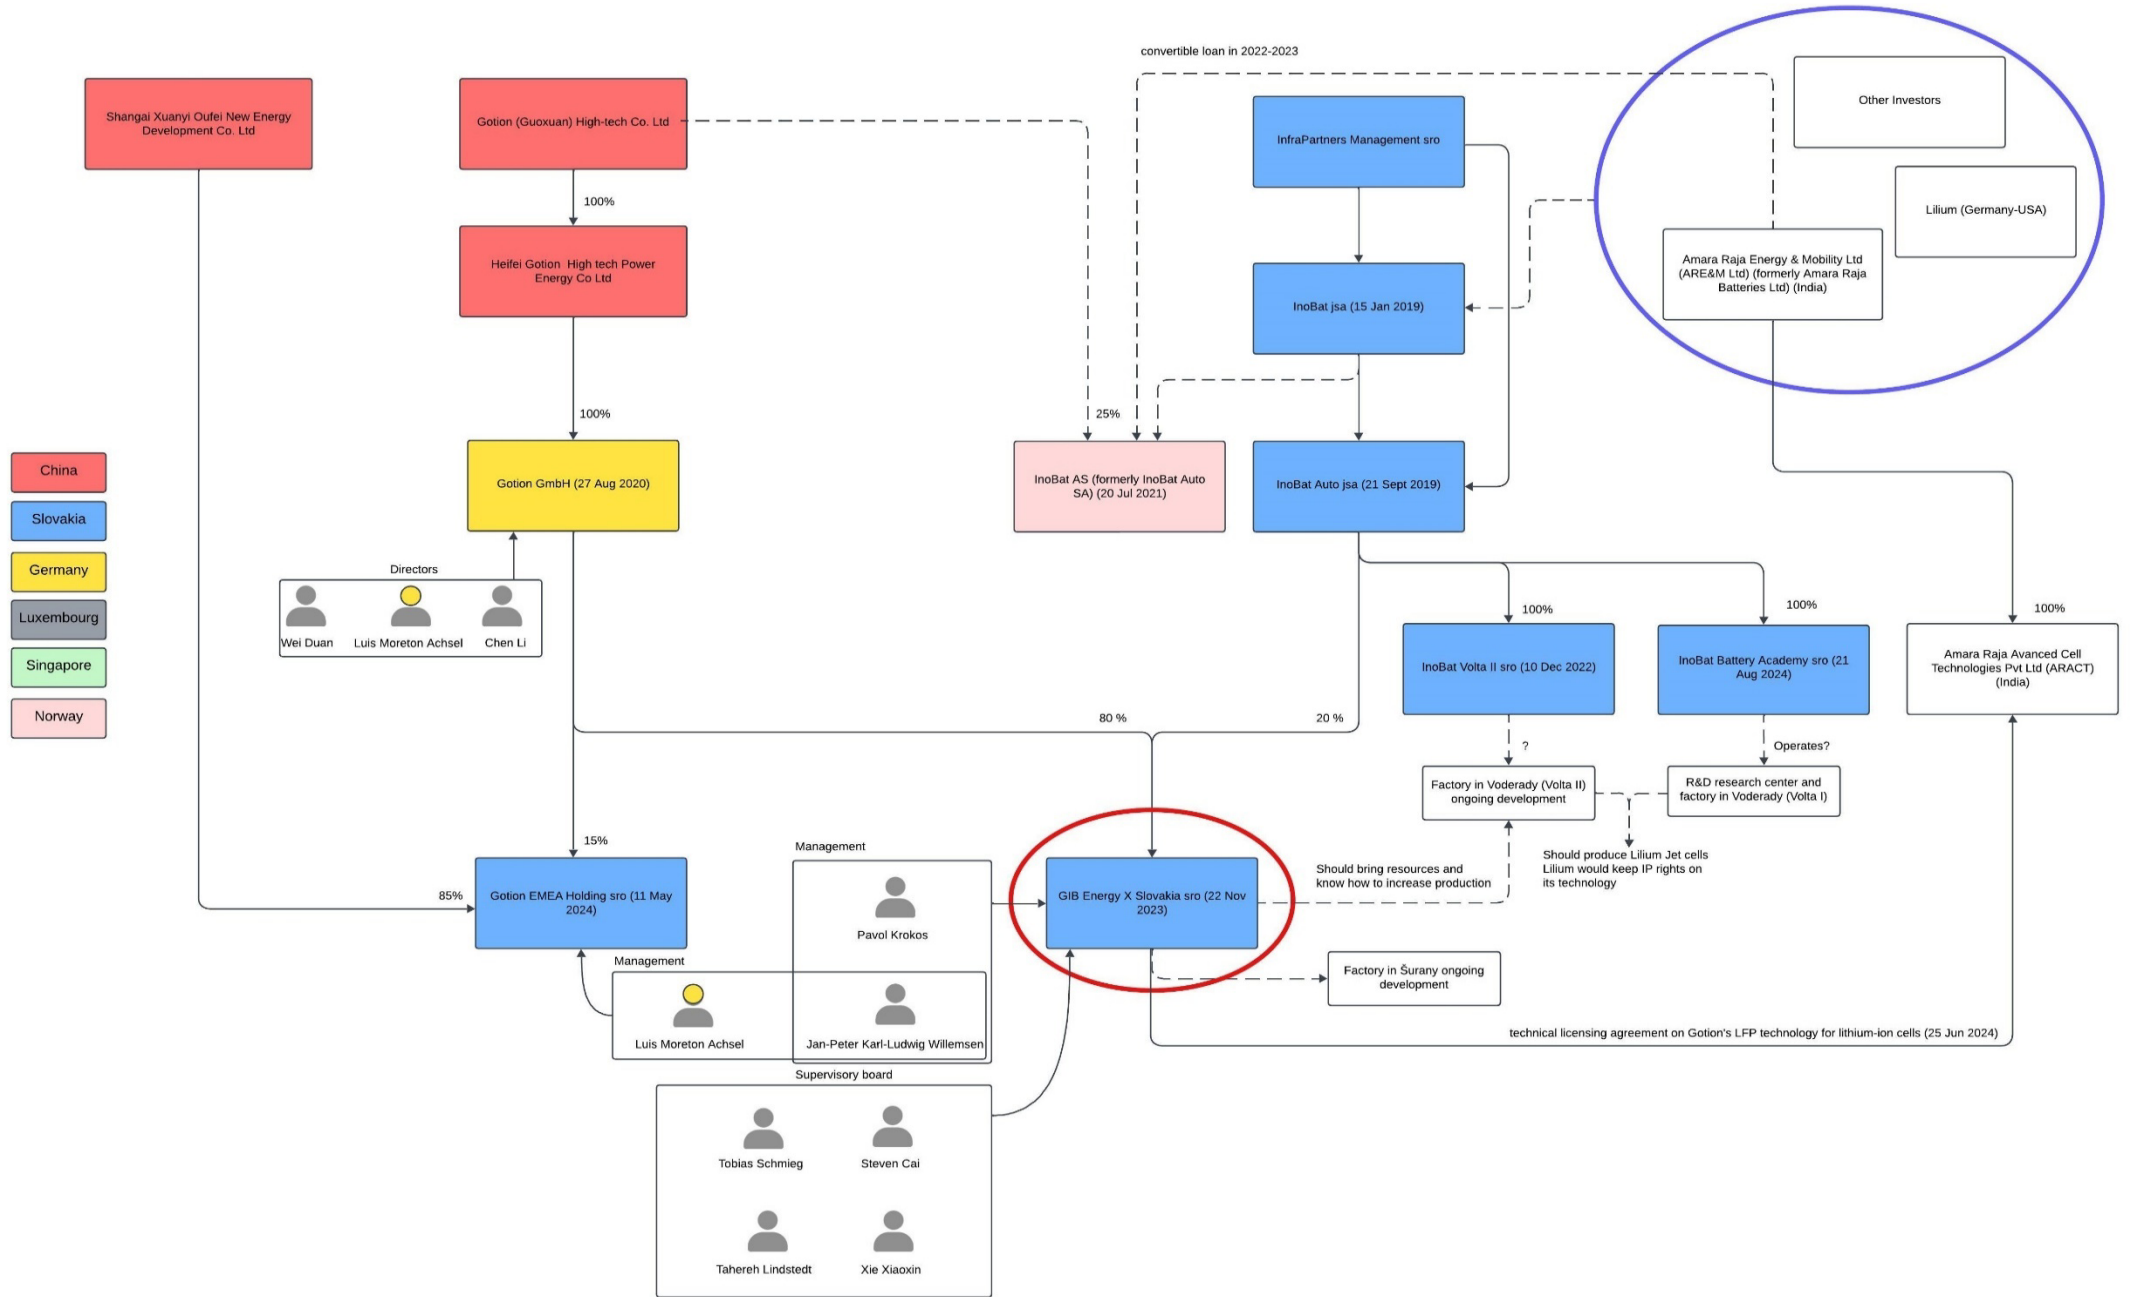 convertible loan in 2022-2023
Shangai Xuanyi Oufei New Energy
Development Co. Ltd
Gotion (Guoxuan) High-tech Co. Ltd
InfraPartners Management sro
Other Investors
Lilium (Germany-USA)
100%
Heifei Gotion High tech Power
Energy Co Ltd
InoBat jsa (15 Jan 2019)
Amara Raja Energy & Mobility Ltd
(ARE&M Ltd) (formerly Amara Raja
Batteries Ltd) (India)
100%
25%
China
Slovakia
Germany
Luxembourg
Singapore
Norway
Gotion GmbH (27 Aug 2020)
InoBat AS (formerly InoBat Auto
SA) (20 Jul 2021)
InoBat Auto jsa (21 Sept 2019)
Directors
Wei Duan
Luis Moreton Achsel
Chen Li
100%
100%
100%
InoBat Volta II sro (10 Dec 2022)
InoBat Battery Academy sro (21
Aug 2024)
Amara Raja Avanced Cell
Technologies Pvt Ltd (ARACT)
(India)
80 %
20 %
?
Operates?
Factory in Voderady (Volta II)
ongoing development
R&D research center and
factory in Voderady (Volta I)
15%
85%
Gotion EMEA Holding sro (11 May
2024)
Management
Pavol Krokos
GIB Energy X Slovakia sro (22 Nov
2023)
Should bring resources and
know how to increase production
Should produce Lilium Jet cells
Lilium would keep IP rights on
its technology
Management
Luis Moreton Achsel
Jan-Peter Karl-Ludwig Willemsen
Factory in Šurany ongoing
development
technical licensing agreement on Gotion's LFP technology for lithium-ion cells (25 Jun 2024)
Supervisory board
Tobias Schmieg
Steven Cai
Tahereh Lindstedt
Xie Xiaoxin